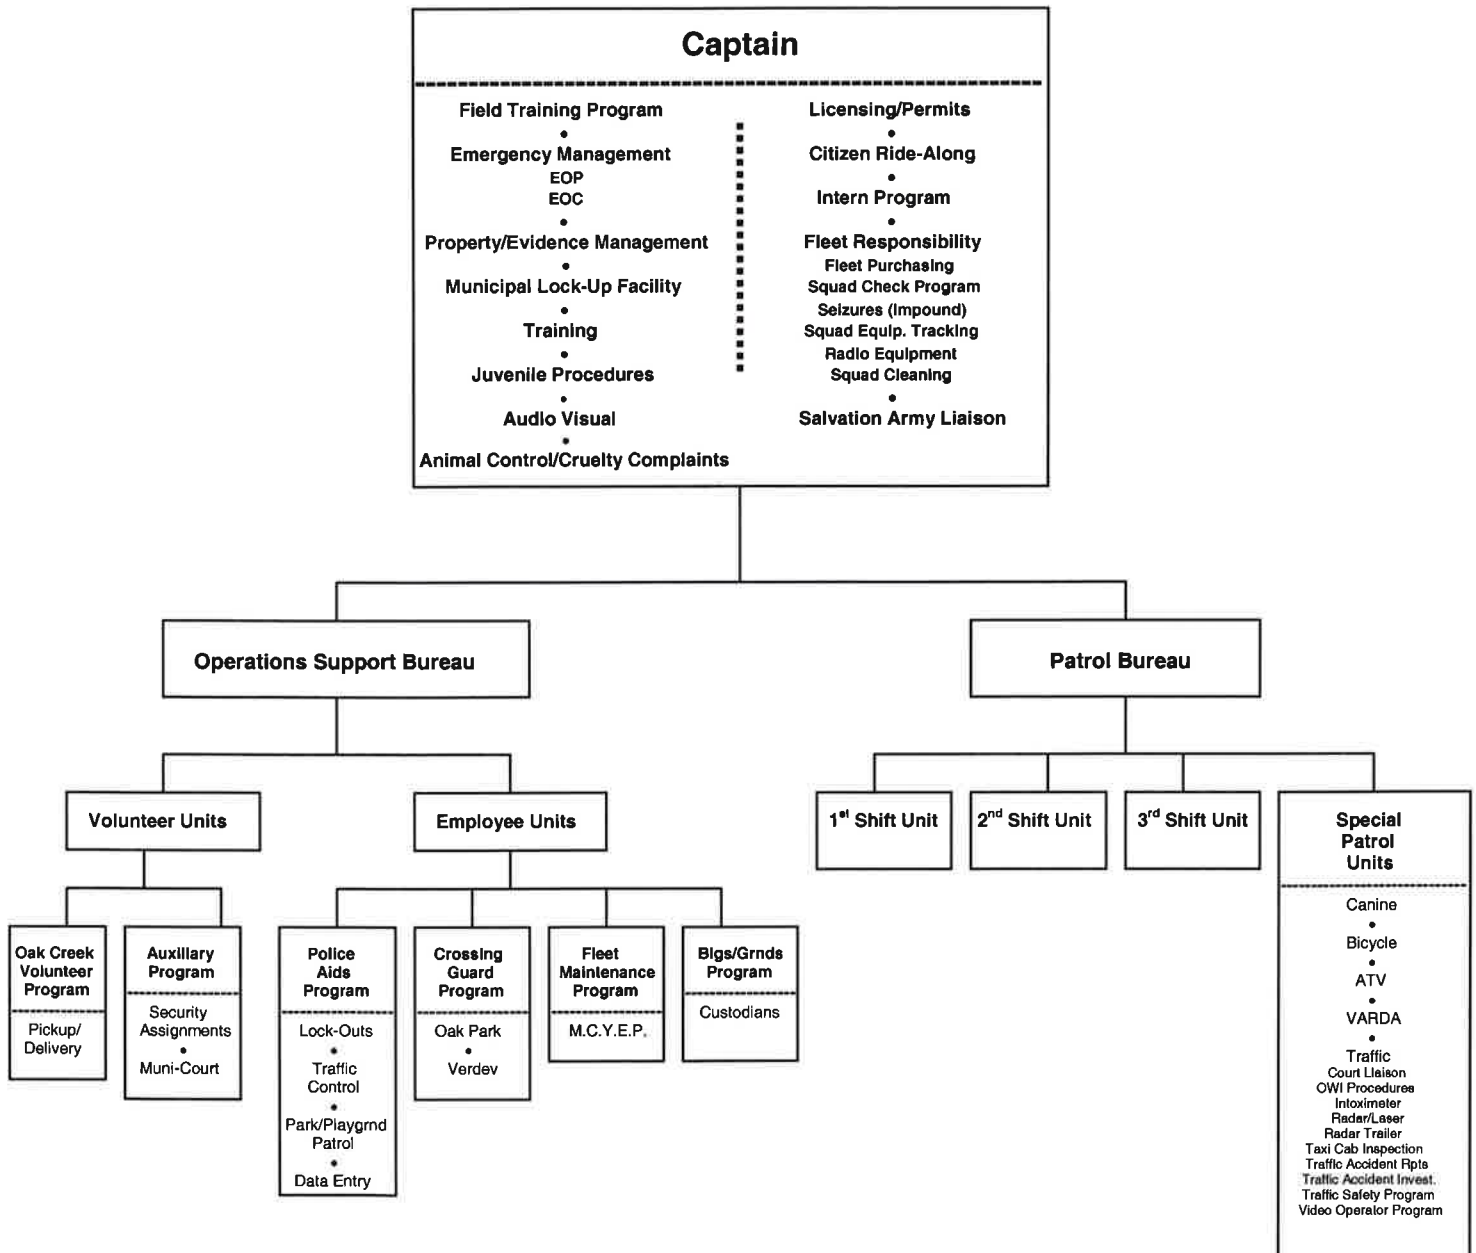 Captain
Field Training Program
•
Emergency Management
EOP
EOC
•
Property/Evidence Management
•
Municipal Lock-Up Facility
•
Training
•
Juvenile Procedures
•
Audio Visual
•
Animal Control/Cruelty Complaints
Licensing/Permits
•
Citizen Ride-Along
•
Intern Program
•
Fleet Responsibility
Fleet Purchasing
Squad Check Program
Seizures (Impound)
Squad Equip. Tracking
Radio Equipment
Squad Cleaning
•
Salvation Army Liaison
Operations Support Bureau
Patrol Bureau
Volunteer Units
Employee Units
1st Shift Unit
2nd Shift Unit
3rd Shift Unit
Special
Patrol
Units
Canine
•
Bicycle
•
ATV
•
VARDA
•
Traffic
Court Liaison
OWI Procedures
Intoximeter
Radar/Laser
Radar Trailer
Taxi Cab Inspection
Traffic Accident Rpts
Traffic Accident Invest.
Traffic Safety Program
Video Operator Program
Oak Creek
Volunteer
Program
Pickup/
Delivery
Auxiliary
Program
Security
Assignments
•
Muni-Court
Police
Aids
Program
Lock-Outs
•
Traffic
Control
•
Park/Playgrnd
Patrol
•
Data Entry
Crossing
Guard
Program
Oak Park
•
Verdev
Fleet
Maintenance
Program
M.C.Y.E.P.
Blgs/Grnds
Program
Custodians